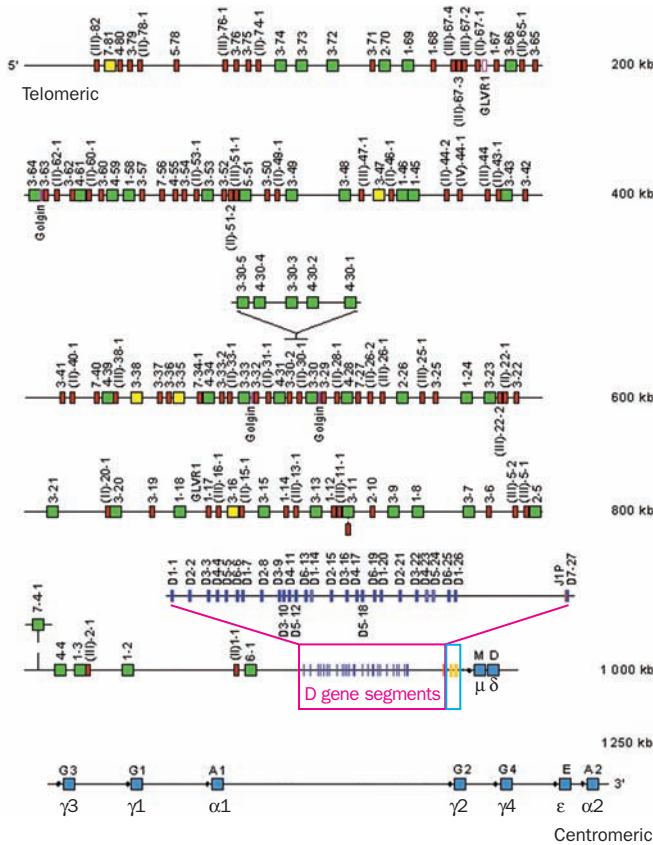 (III)-82 7-81 4-80 3-79 (II)-78-1 5-78 (III)-76-1 3-76 3-75 (II)-74-1 3-74 3-73 3-72 3-71 2-70 1-69 1-68 (III)-67-4 (III)-67-2 (II)-67-1 1-67 3-66 (II)-65-1 3-65
5' 200 kb
Telomeric (III)-67-3 GLVR1
3-64 3-63 (II)-62-1 3-62 4-61 (II)-60-1 3-60 4-59 1-58 3-57 7-56 4-55 3-54 (II)-53-1 3-53 3-52 (III)-51-1 5-51 3-50 (II)-49-1 3-49 3-48 (III)-47-1 3-47 (II)-46-1 1-46 1-45 (II)-44-2 (IV)-44-1 (III)-44 (II)-43-1 3-43 3-42
400 kb
Golgin (II)-51-2
3-30-5 4-30-4 3-30-3 4-30-2 4-30-1
3-41 (II)-40-1 7-40 4-39 (III)-38-1 3-38 3-37 3-36 3-35 7-34-1 4-34 3-33-2 (II)-33-1 3-33 3-32 (II)-31-1 4-31 3-30-2 (II)-30-1 3-30 3-29 (II)-28-1 4-28 7-27 (II)-26-2 (III)-26-1 2-26 (III)-25-1 3-25 1-24 3-23 (II)-22-1 3-22
600 kb
Golgin Golgin (III)-22-2
3-21 (II)-20-1 3-20 3-19 1-18 GLVR1 1-17 (III)-16-1 3-16 (II)-15-1 3-15 1-14 (III)-13-1 3-13 1-12 (III)-11-1 3-11 2-10 3-9 1-8 3-7 3-6 (III)-5-2 (III)-5-1 2-5
800 kb
D1-1 D2-2 D3-3 D4-4 D5-5 D6-6 D1-7 D2-8 D3-9 D4-11 D6-13 D1-14 D2-15 D3-16 D4-17 D6-19 D1-20 D2-21 D3-22 D4-23 D5-24 D6-25 D1-26 J1P D7-27
D3-10 D5-12 D5-18
7-4-1
4-4 1-3 (III)-2-1 1-2 (II)1-1 6-1 M D
1 000 kb
D gene segments μ δ
1250 kb
G3 G1 A1 G2 G4 E A2
3'
γ3 γ1 α1 γ2 γ4 ε α2
Centromeric